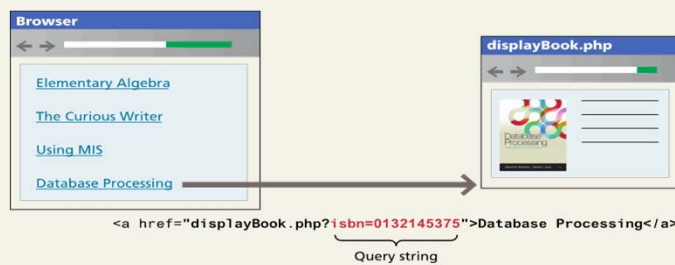 Browser
Elementary Algebra
The Curious Writer
Using MIS
Database Processing
displayBook.php
Database
Processing
<a href="displayBook.php?isbn=0132145375">Database Processing</a>
Query string